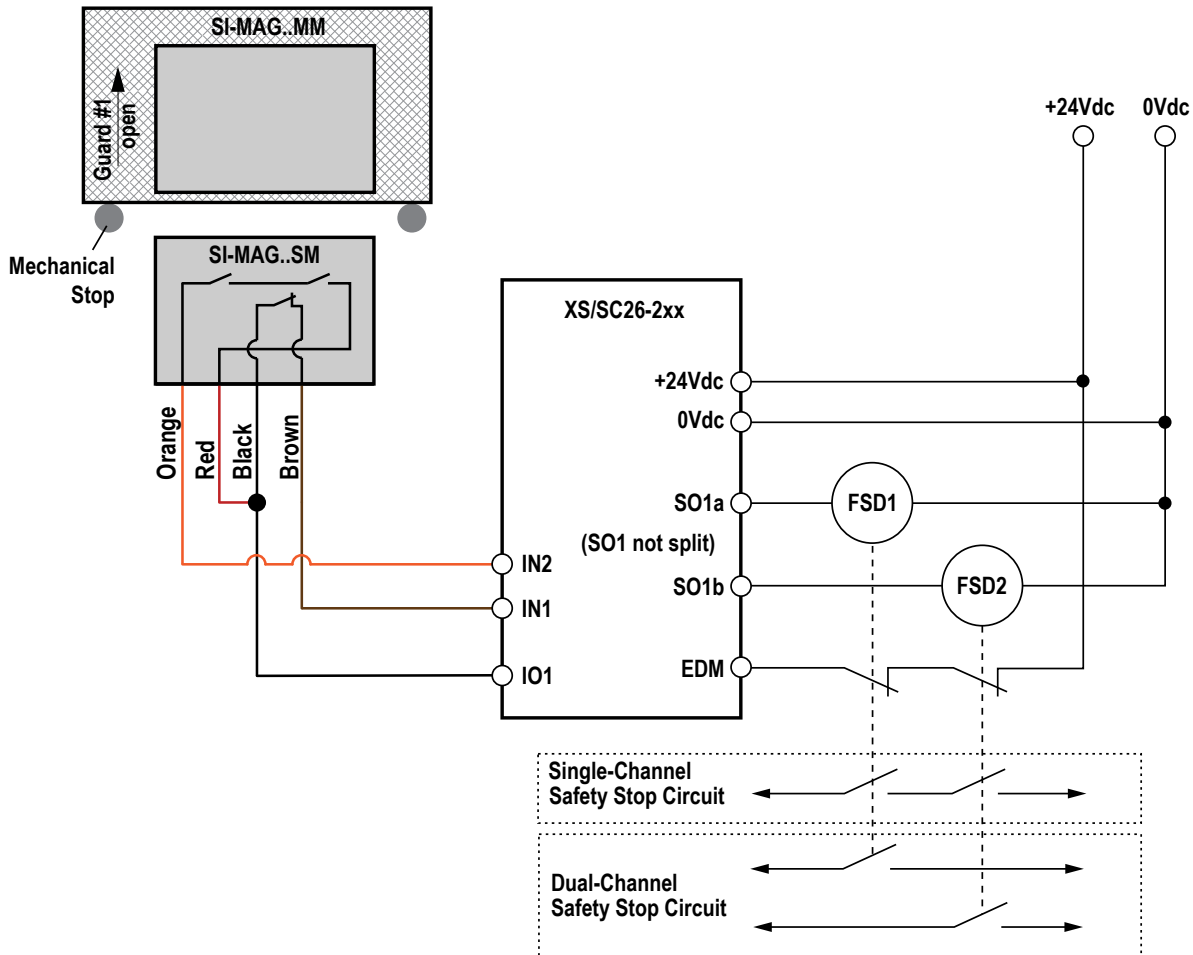 SI-MAG..MM
Guard #1
open
Mechanical
Stop
SI-MAG..SM
Orange
Red
Black
Brown
XS/SC26-2xx
+24Vdc
0Vdc
+24Vdc
0Vdc
SO1a
FSD1
(SO1 not split)
IN2
SO1b
FSD2
IN1
IO1
EDM
Single-Channel
Safety Stop Circuit
Dual-Channel
Safety Stop Circuit